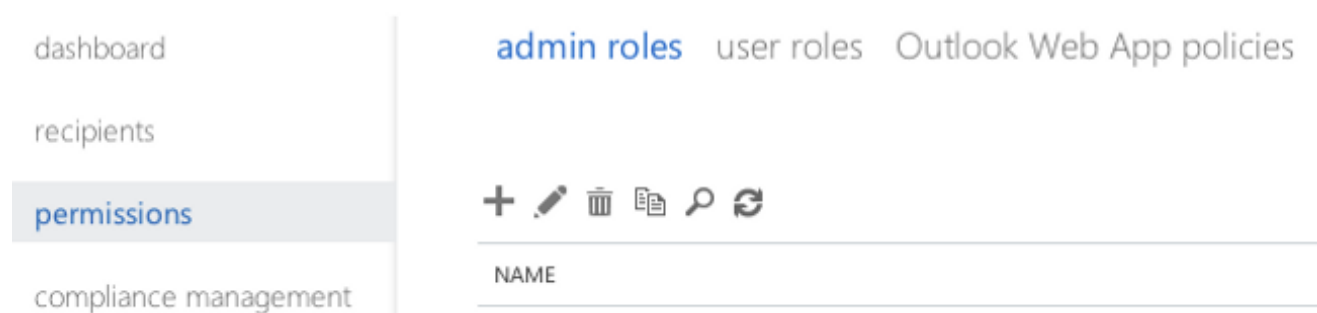 dashboard
recipients
permissions
compliance management
admin roles user roles Outlook Web App policies
NAME